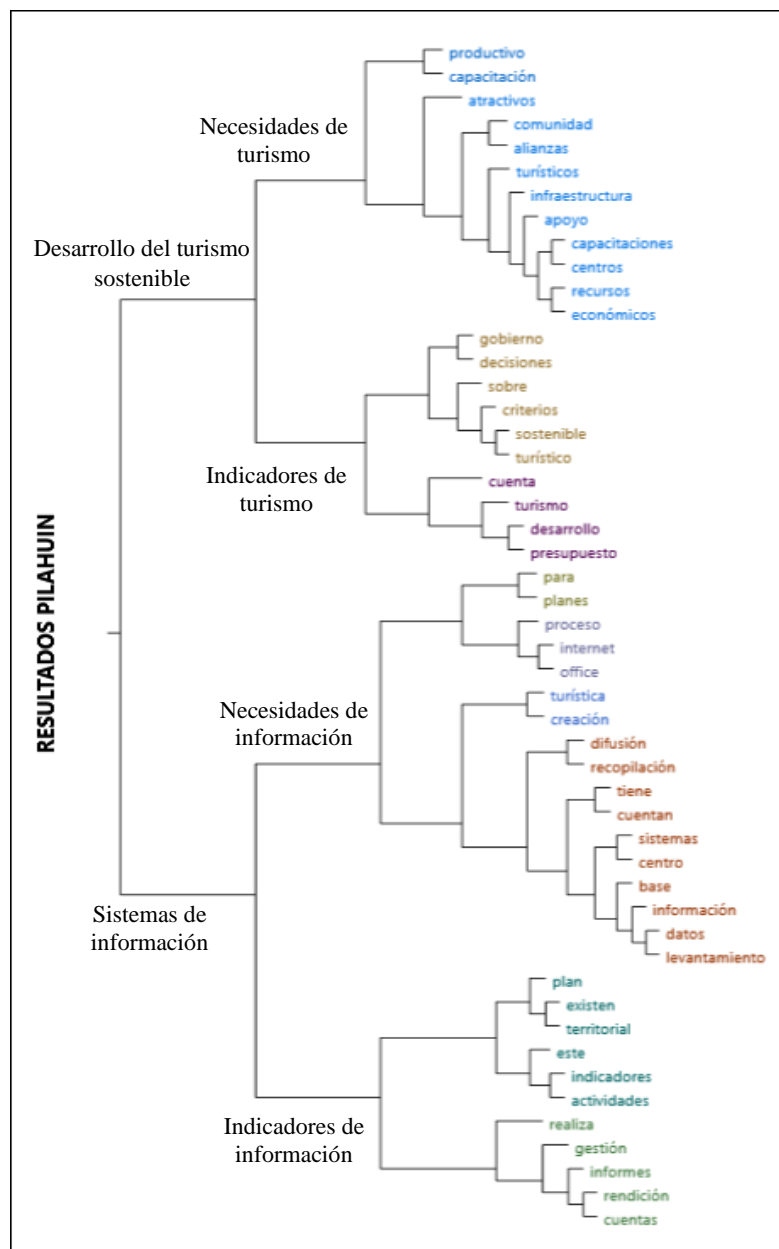 productivo
capacitación
atractivos
Necesidades de
turismo
comunidad
alianzas
turísticos
infraestructura
apoyo
capacitaciones
centros
recursos
económicos
Desarrollo del turismo
sostenible
gobierno
decisiones
sobre
criterios
sostenible
turístico
Indicadores de
turismo
cuenta
turismo
desarrollo
presupuesto
RESULTADOS PILAHUIN
para
planes
proceso
internet
office
turística
creación
Necesidades de
información
difusión
recopilación
tiene
cuentan
sistemas
centro
base
información
datos
levantamiento
Sistemas de
información
plan
existen
territorial
este
indicadores
actividades
Indicadores de
información
realiza
gestión
informes
rendición
cuentas